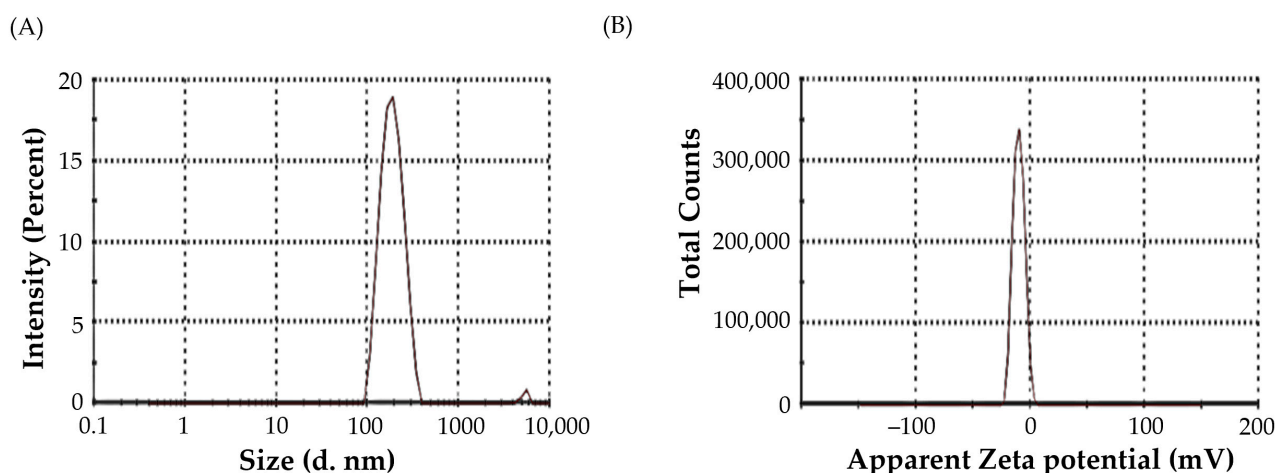 (A)
(B)
Intensity (Percent)
20
15
10
5
0
0.1 1 10 100 1000 10,000
Size (d. nm)
Total Counts
400,000
300,000
200,000
100,000
0
–100 0 100 200
Apparent Zeta potential (mV)